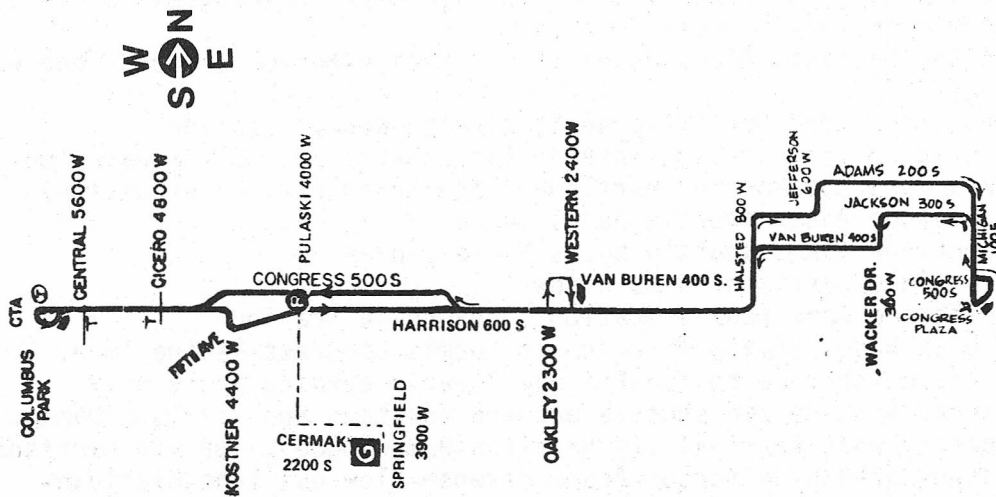 W
S N
E
COLUMBUS
PARK
CTA
T
CENTRAL 5600 W
T
CICERO 4800 W
T
KOSTNER 4400 W
FIFTH AVE
PULASKI 4000 W
CONGRESS 500 S
HARRISON 600 S
CERMAK
2200 S
G
SPRINGFIELD
3900 W
OAKLEY 2300 W
WESTERN 2400W
VAN BUREN 400 S.
HALSTED 800 W
JEFFERSON
600 W
ADAMS 200 S
JACKSON 300 S
VAN BUREN 400 S
WACKER DR.
360 W
MICHIGAN
100 E
CONGRESS
500 S
CONGRESS
PLAZA